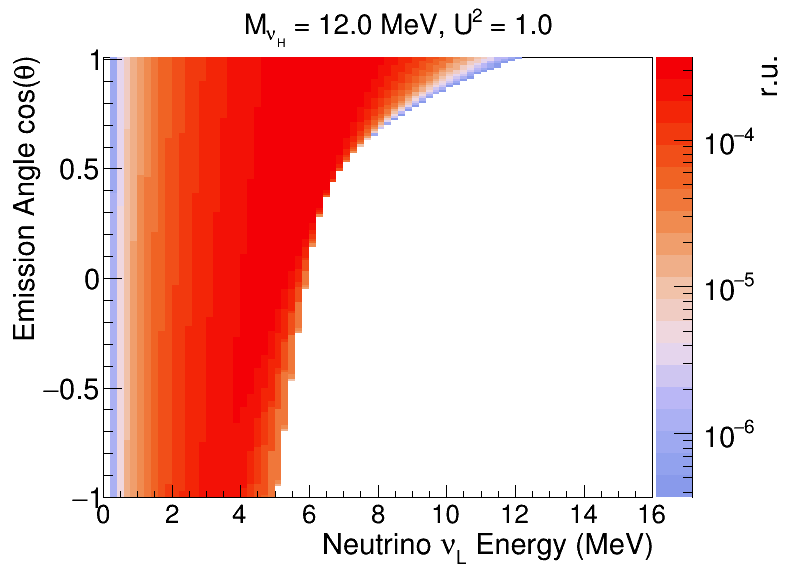 M_{ν_H} = 12.0 MeV, U² = 1.0
r.u.
Emission Angle cos(θ)
1
0.5
0
−0.5
−1
10⁻⁴
10⁻⁵
10⁻⁶
0 2 4 6 8 10 12 14 16
Neutrino ν_L Energy (MeV)